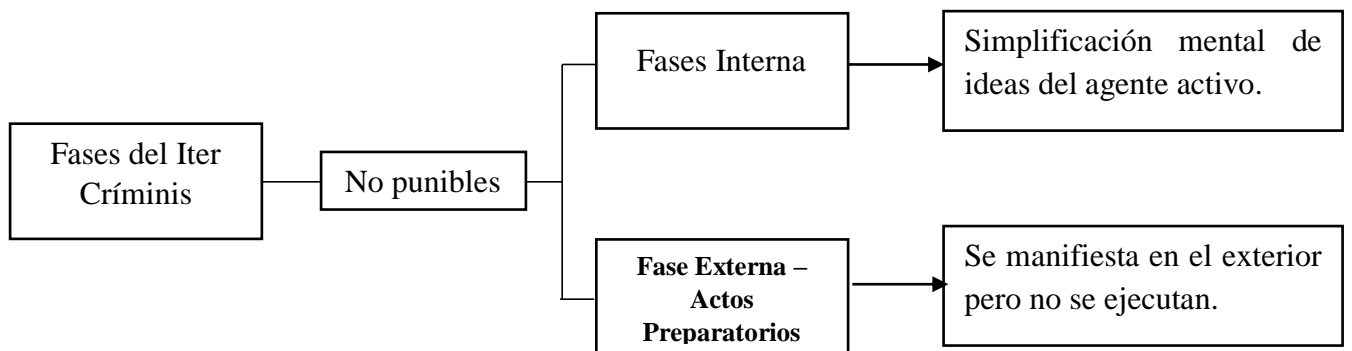 Fases del Iter
Críminis
No punibles
Fases Interna
Simplificación mental de
ideas del agente activo.
Fase Externa –
Actos
Preparatorios
Se manifiesta en el exterior
pero no se ejecutan.